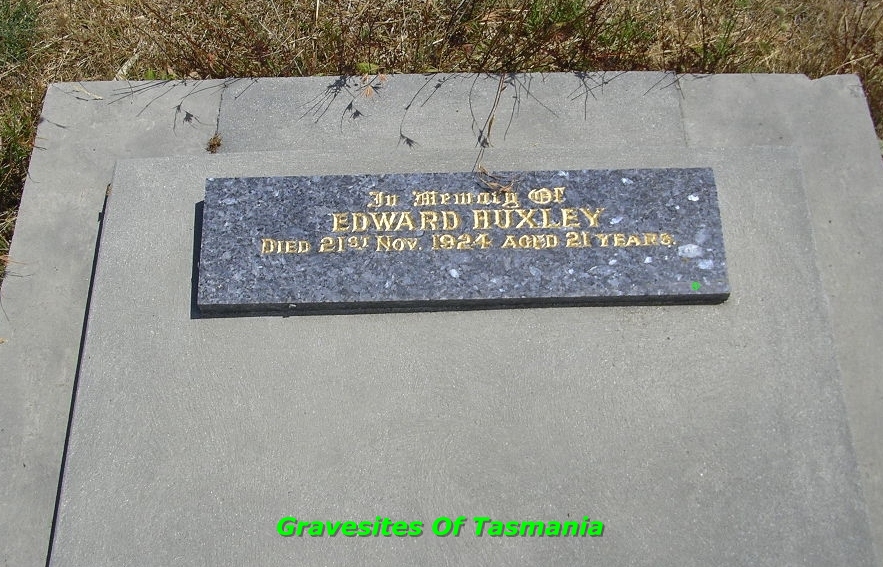 In Memory Of
EDWARD HUXLEY
DIED 21ST NOV. 1924 AGED 21 YEARS.
Gravesites Of Tasmania